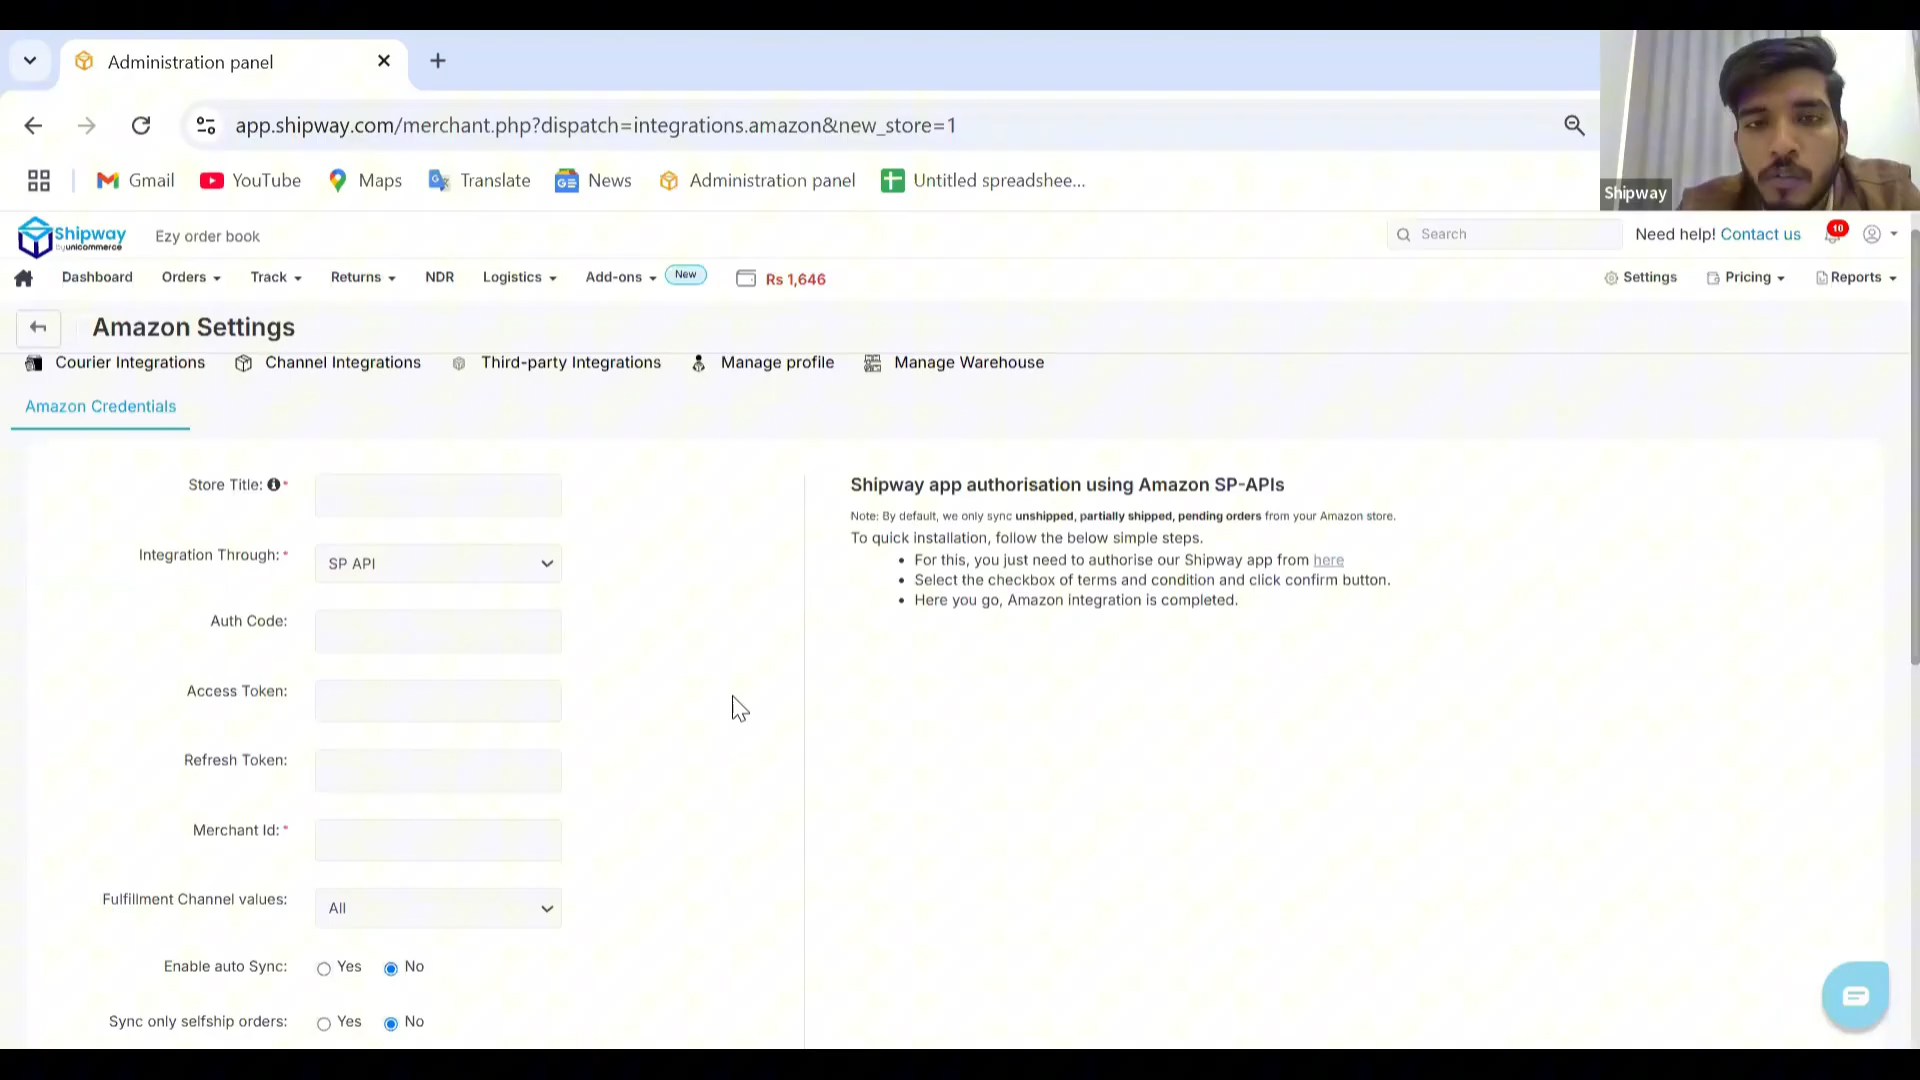 Administration panel
app.shipway.com/merchant.php?dispatch=integrations.amazon&new_store=1
Gmail YouTube Maps Translate News Administration panel Untitled spreadshee...
Shipway
Shipway by unicommerce Ezy order book Search Need help! Contact us 10
Dashboard Orders Track Returns NDR Logistics Add-ons New Rs 1,646 Settings Pricing Reports
Amazon Settings
Courier Integrations Channel Integrations Third-party Integrations Manage profile Manage Warehouse
Amazon Credentials
Store Title: *
Integration Through: * SP API
Auth Code:
Access Token:
Refresh Token:
Merchant Id: *
Fulfillment Channel values: All
Enable auto Sync: Yes No
Sync only selfship orders: Yes No
Shipway app authorisation using Amazon SP-APIs
Note: By default, we only sync unshipped, partially shipped, pending orders from your Amazon store.
To quick installation, follow the below simple steps.
• For this, you just need to authorise our Shipway app from here
• Select the checkbox of terms and condition and click confirm button.
• Here you go, Amazon integration is completed.